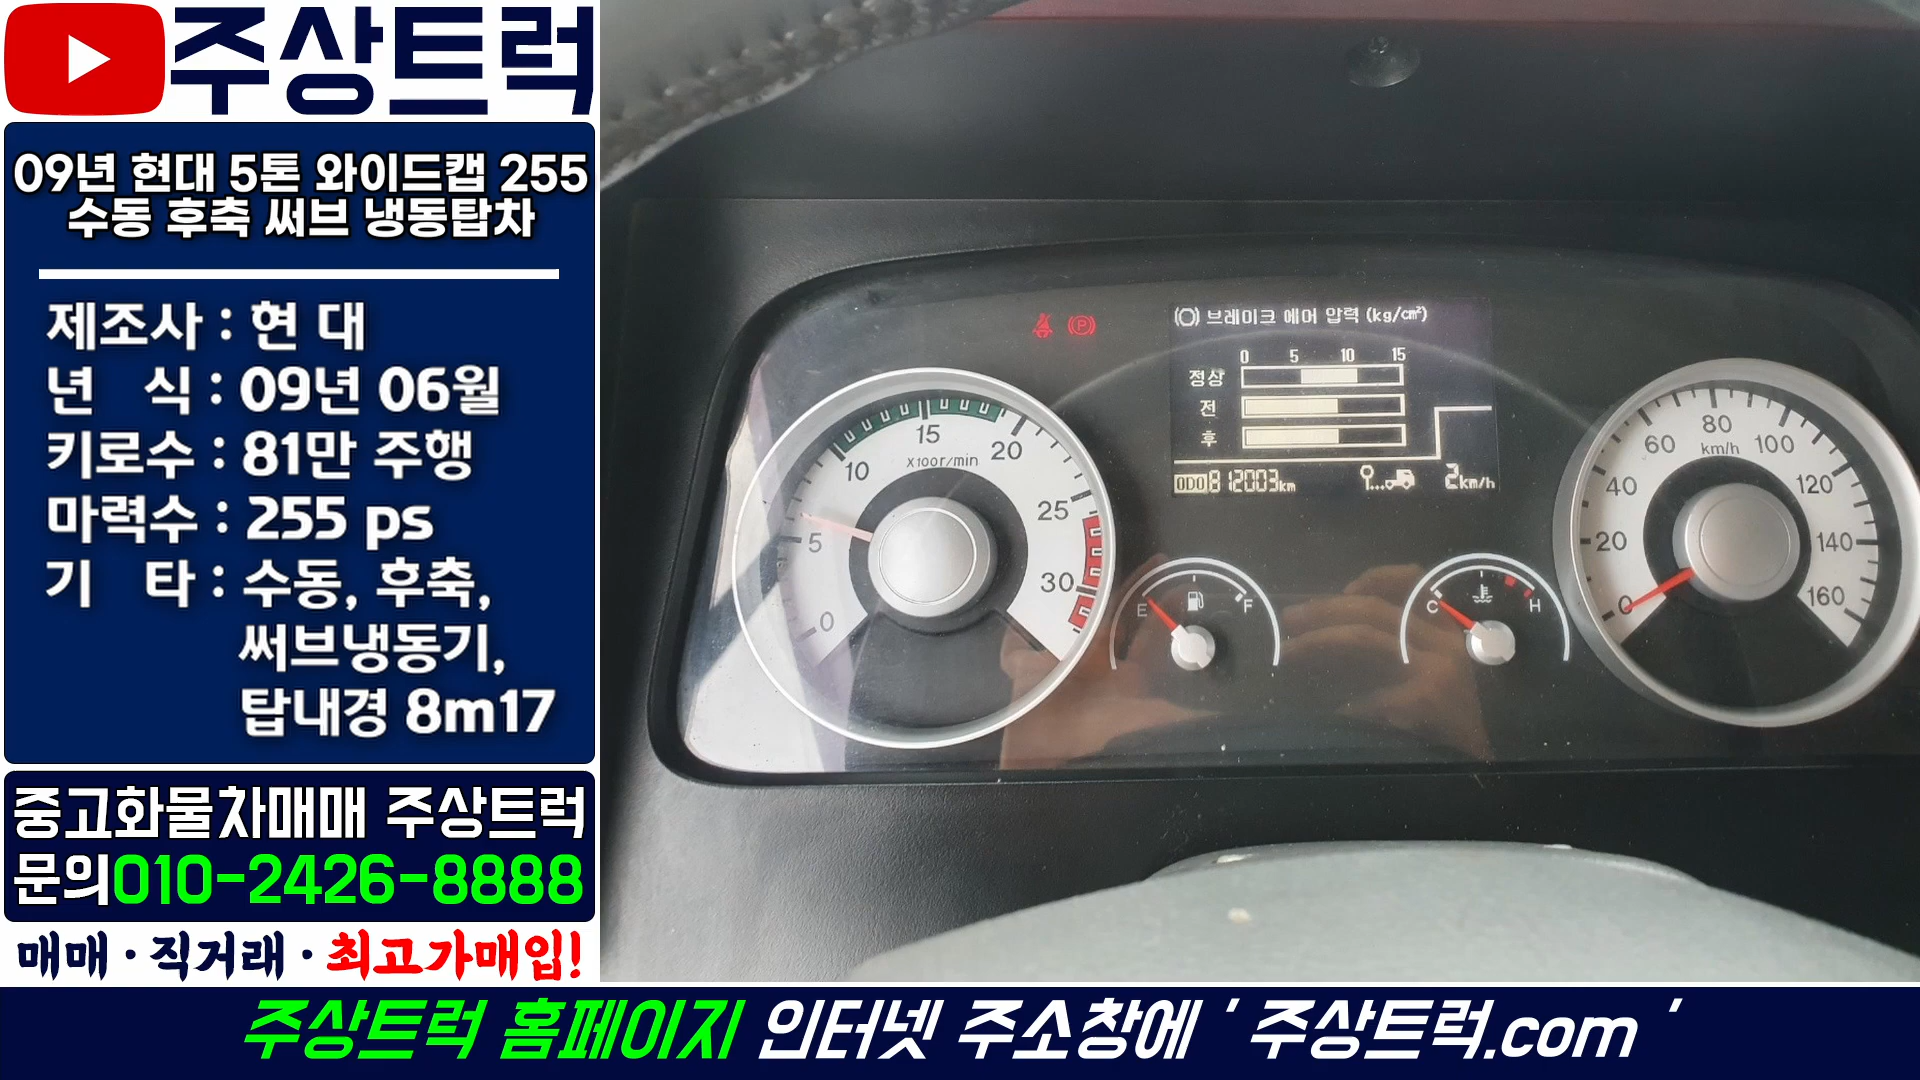 주상트럭
09년 현대 5톤 와이드캡 255
수동 후축 써브 냉동탑차
제조사 : 현 대
년 식 : 09년 06월
키로수 : 81만 주행
마력수 : 255 ps
기 타 : 수동, 후축,
써브냉동기,
탑내경 8m17
중고화물차매매 주상트럭
문의010-2426-8888
매매 · 직거래 · 최고가매입!
주상트럭 홈페이지 인터넷 주소창에 ' 주상트럭.com '
브레이크 에어 압력 (kg/cm²)
0 5 10 15
정상
전
후
ODO 812003km
2km/h
0 5 10 15 20 25 30
X100r/min
E F
C H
0 20 40 60 80 100 120 140 160
km/h
P